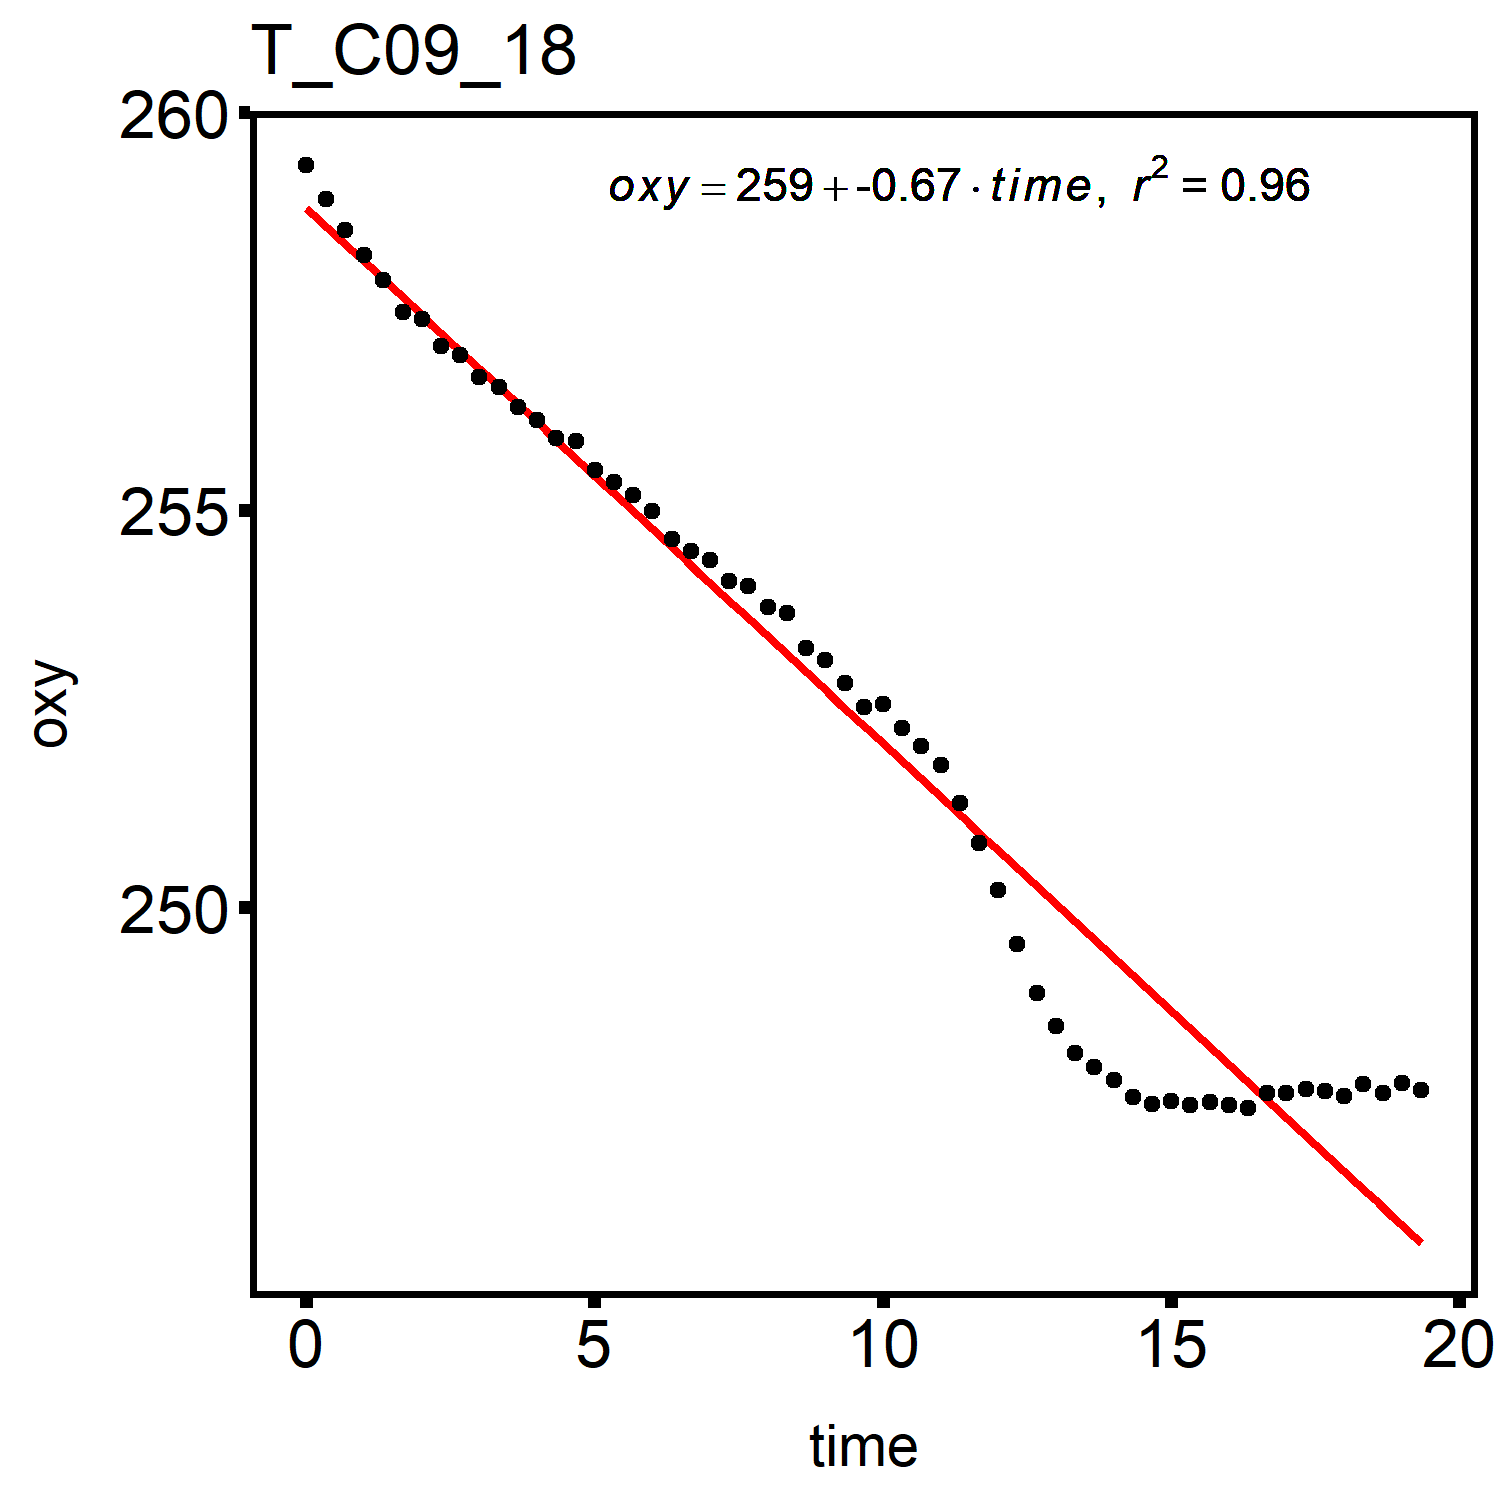 T_C09_18
260
oxy = 259 + -0.67 · time, r² = 0.96
255
250
oxy
0 5 10 15 20
time